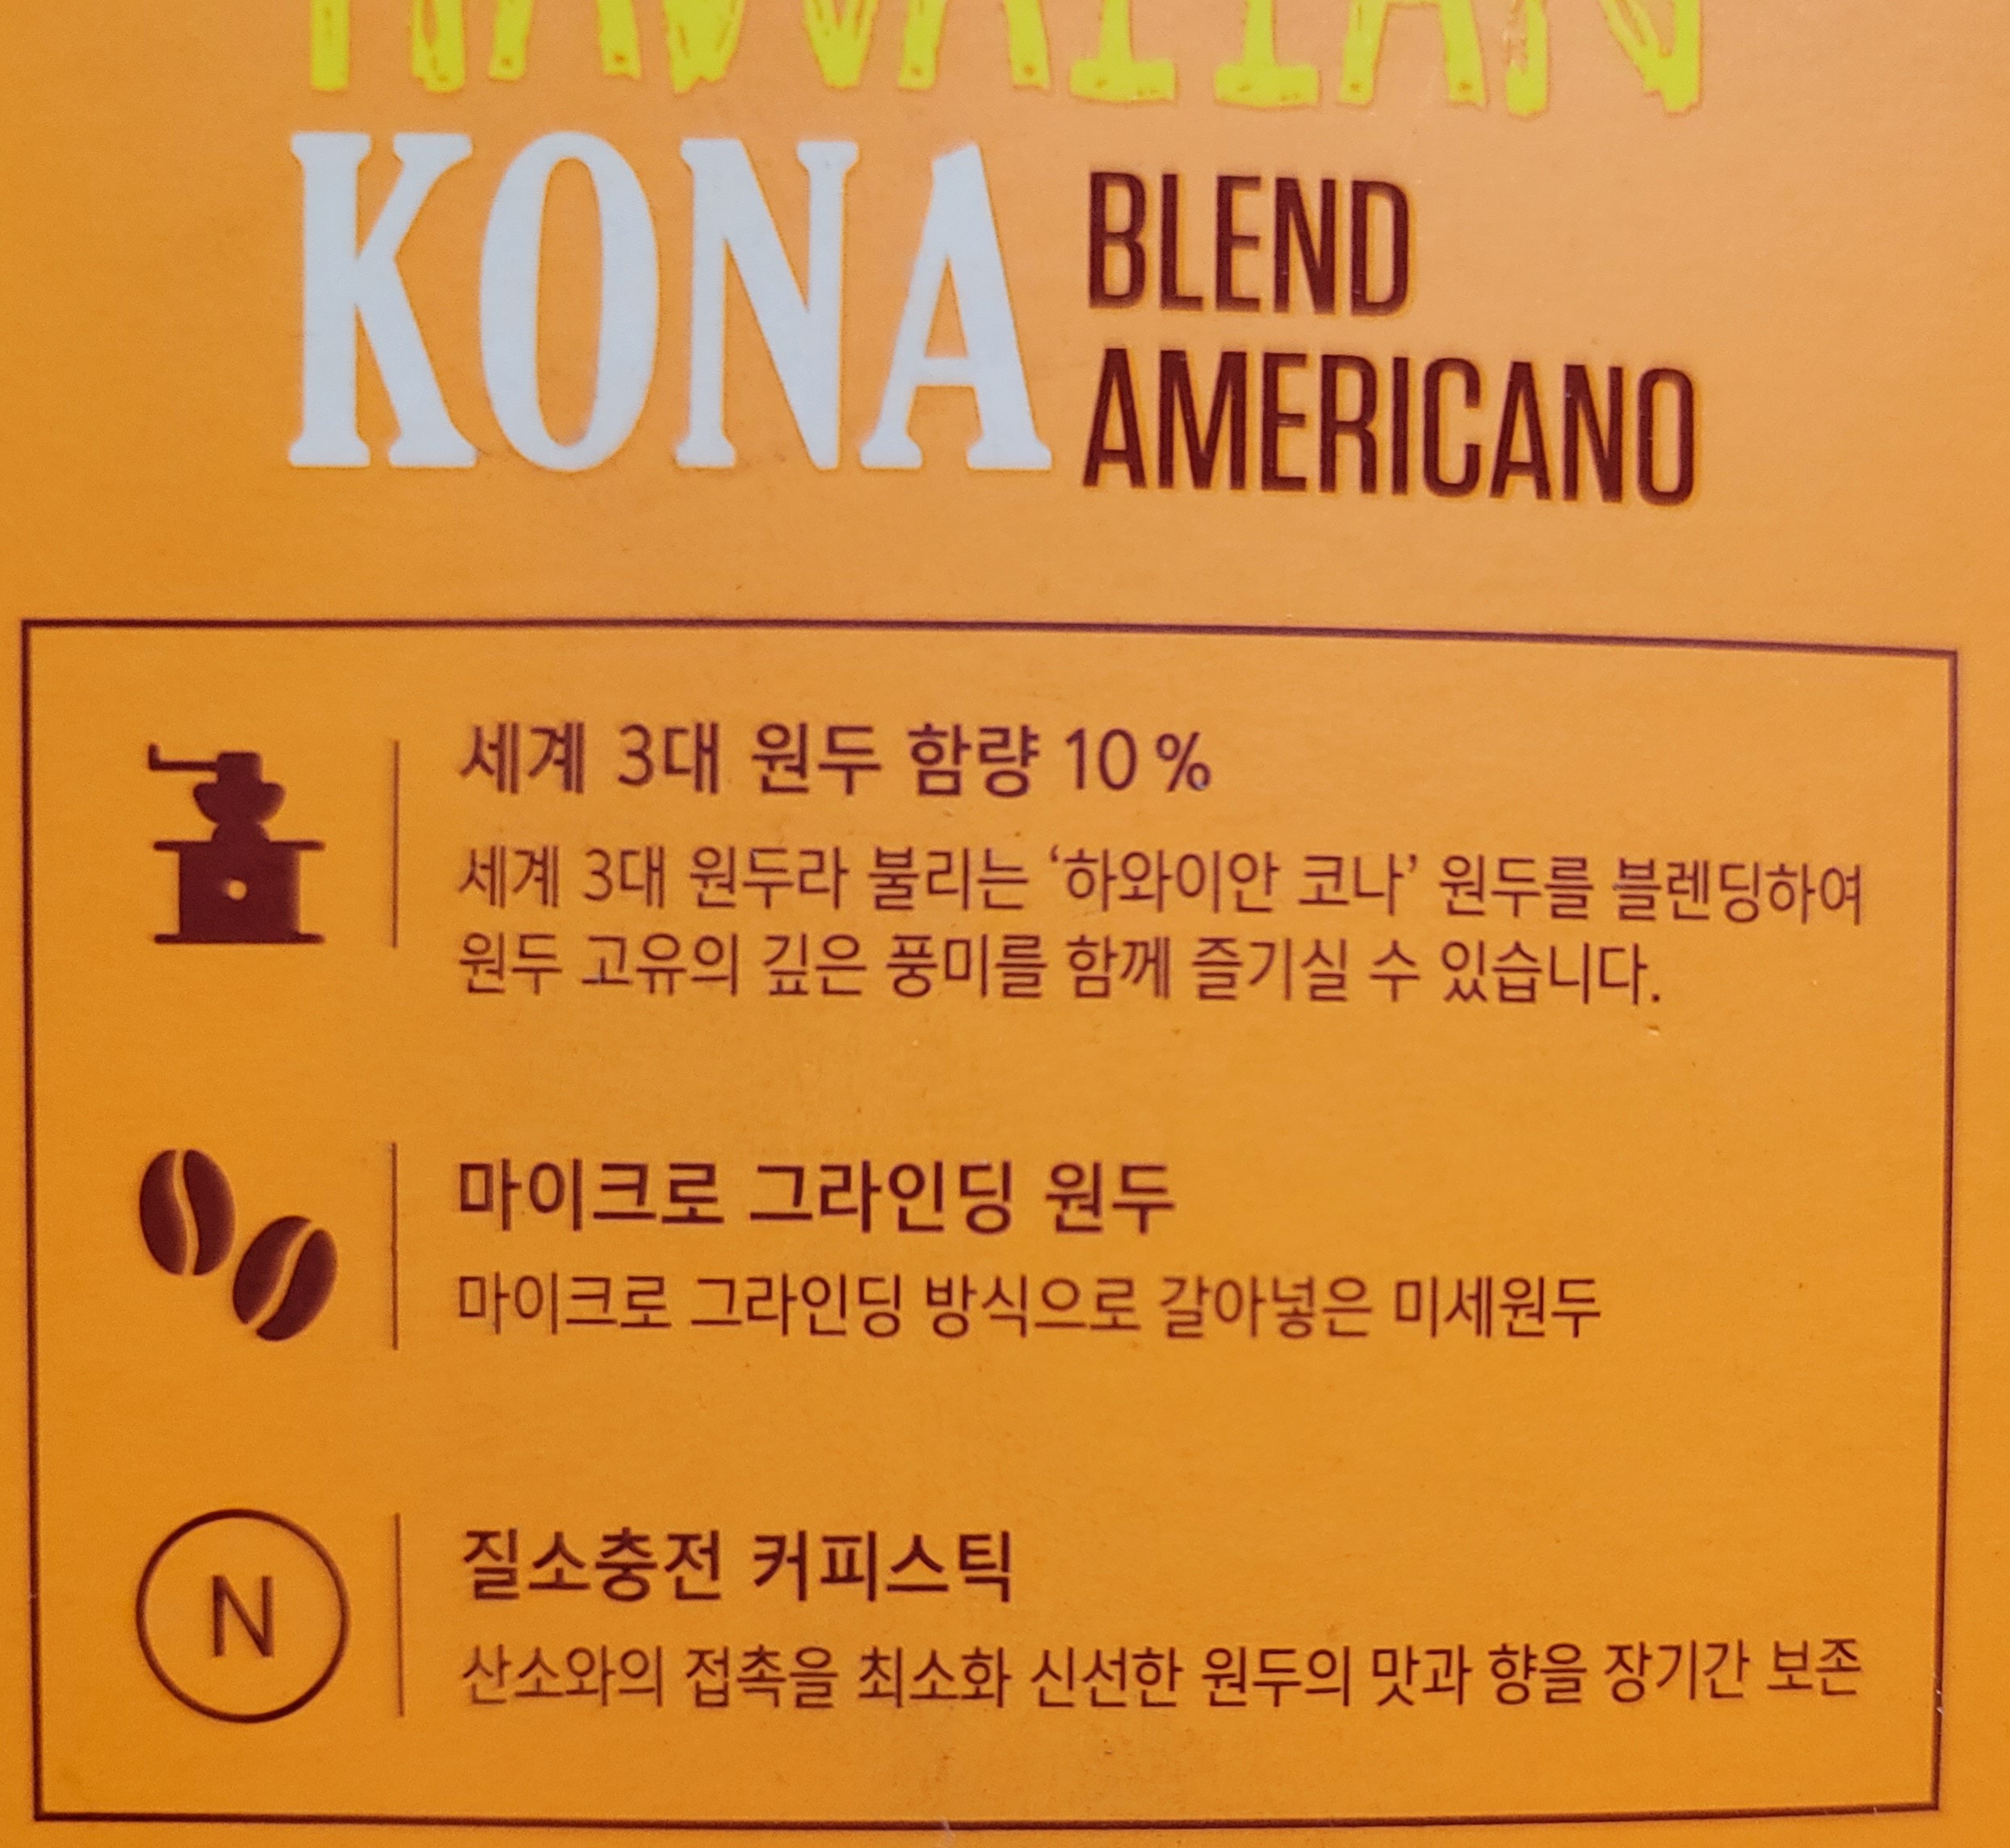 HAWAIIAN
KONA BLEND
AMERICANO
세계 3대 원두 함량 10%
세계 3대 원두라 불리는 ‘하와이안 코나’ 원두를 블렌딩하여
원두 고유의 깊은 풍미를 함께 즐기실 수 있습니다.
마이크로 그라인딩 원두
마이크로 그라인딩 방식으로 갈아넣은 미세원두
N
질소충전 커피스틱
산소와의 접촉을 최소화 신선한 원두의 맛과 향을 장기간 보존